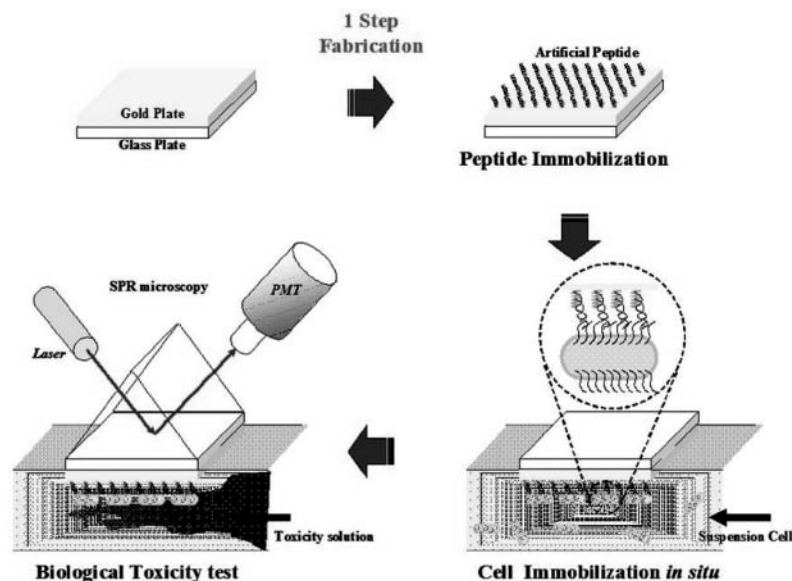 1 Step
Fabrication
Artificial Peptide
Gold Plate
Glass Plate
Peptide Immobilization
SPR microscopy
PMT
Laser
Toxicity solution
Suspension Cell
Biological Toxicity test
Cell Immobilization in situ